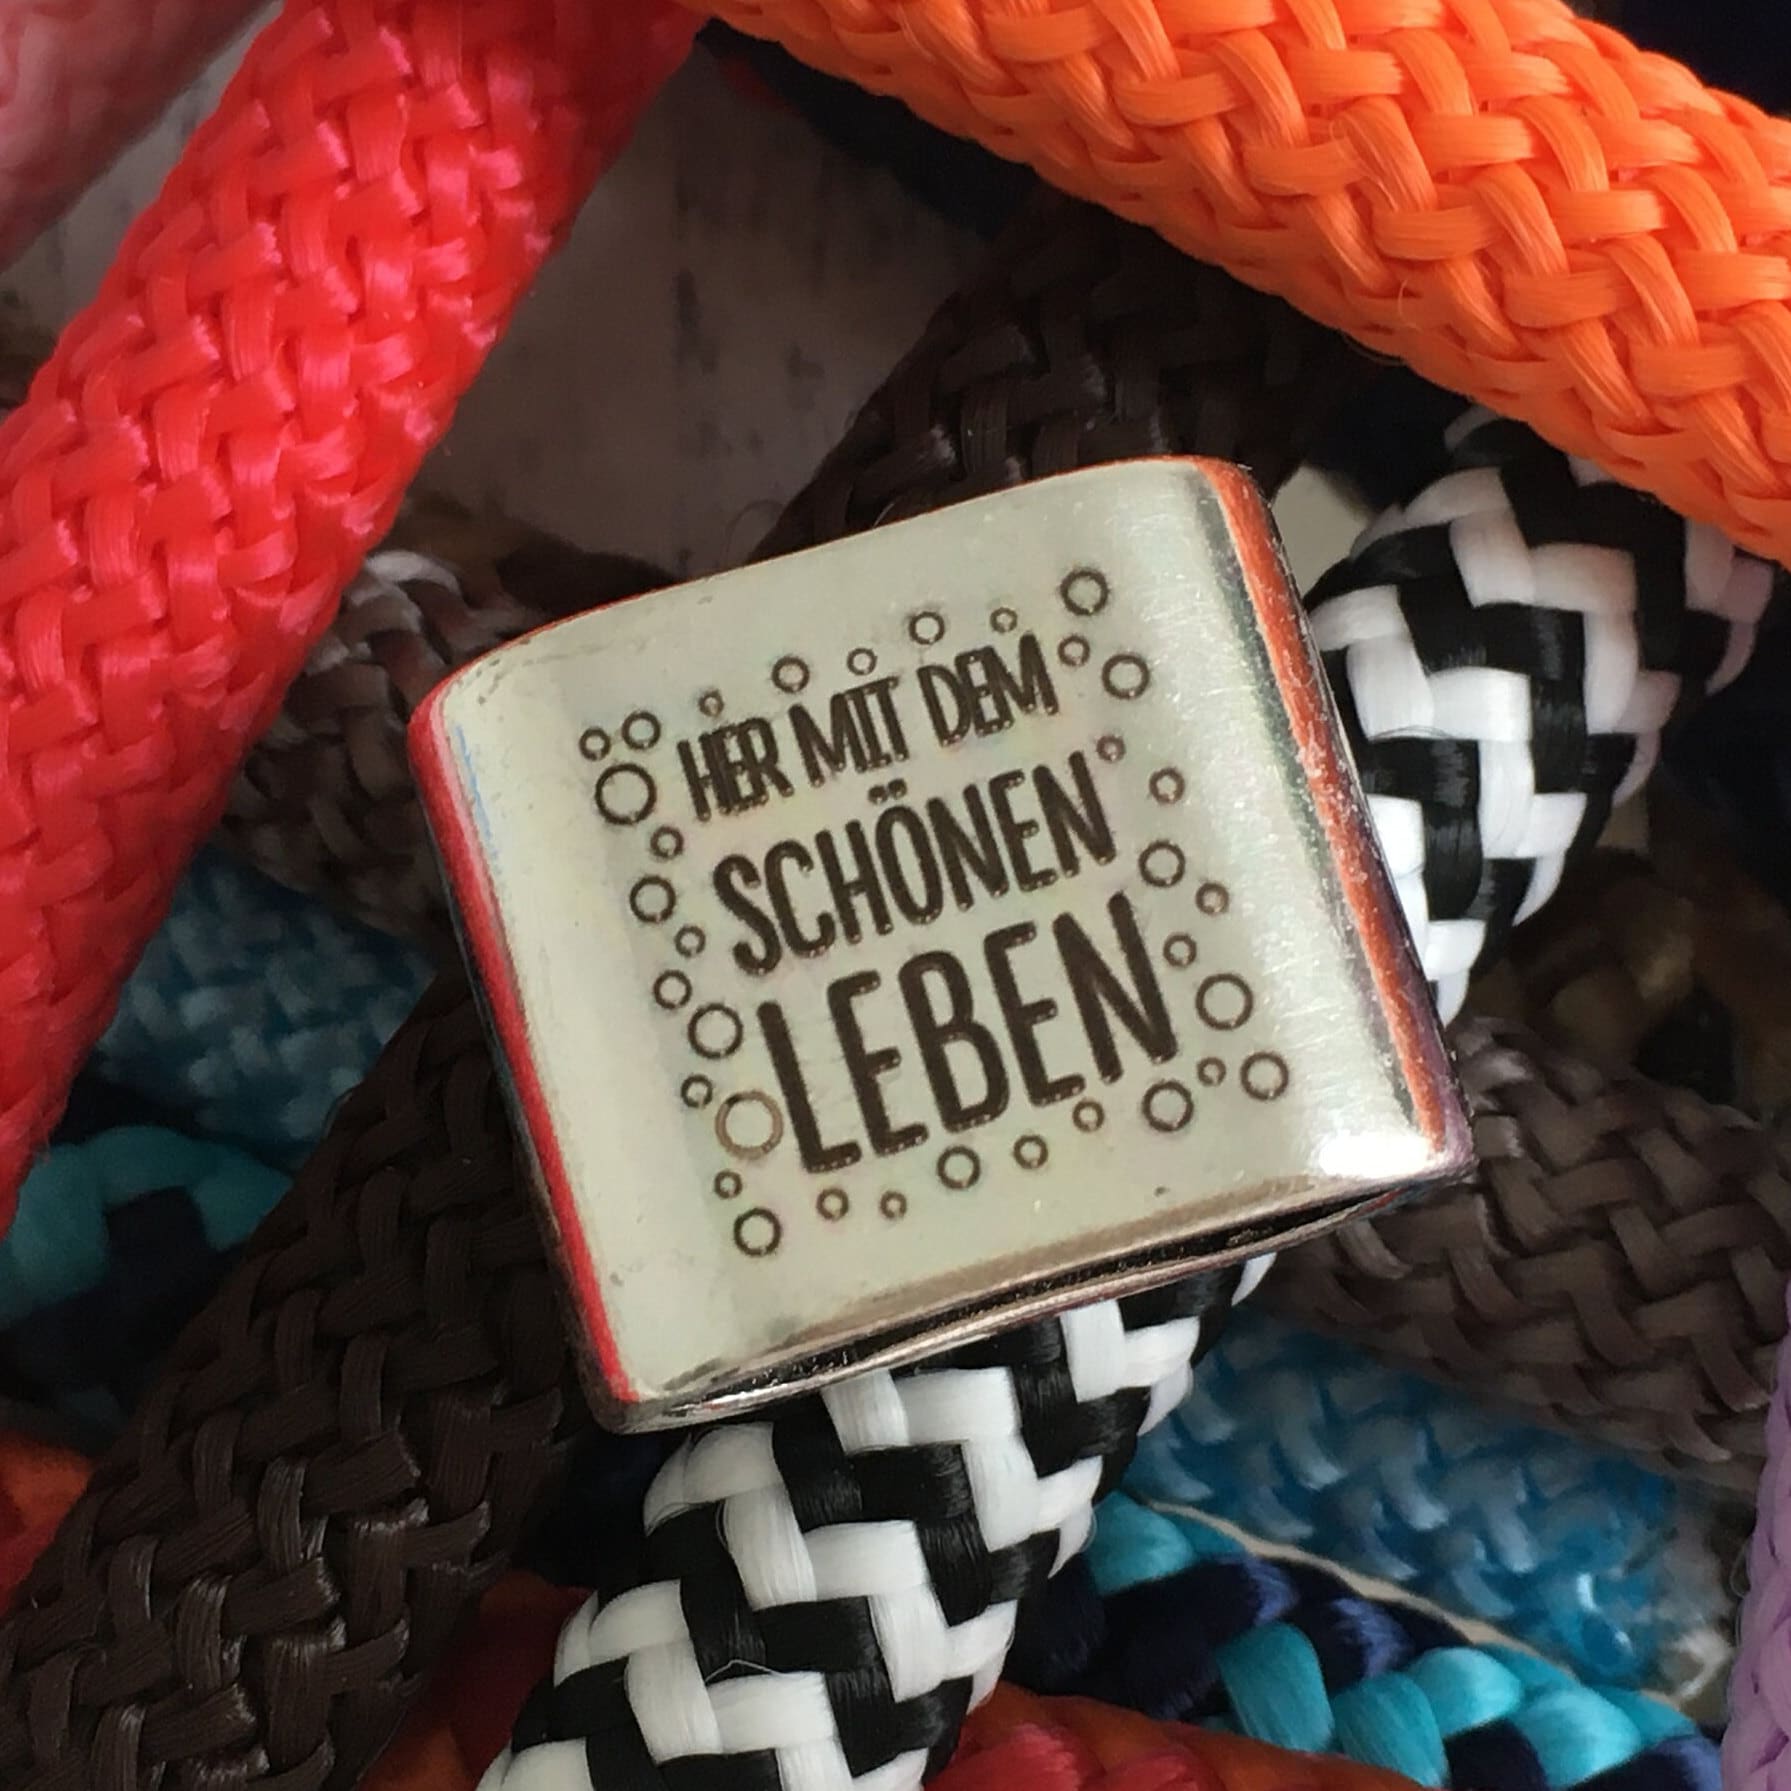 HER MIT DEM
SCHÖNEN
LEBEN